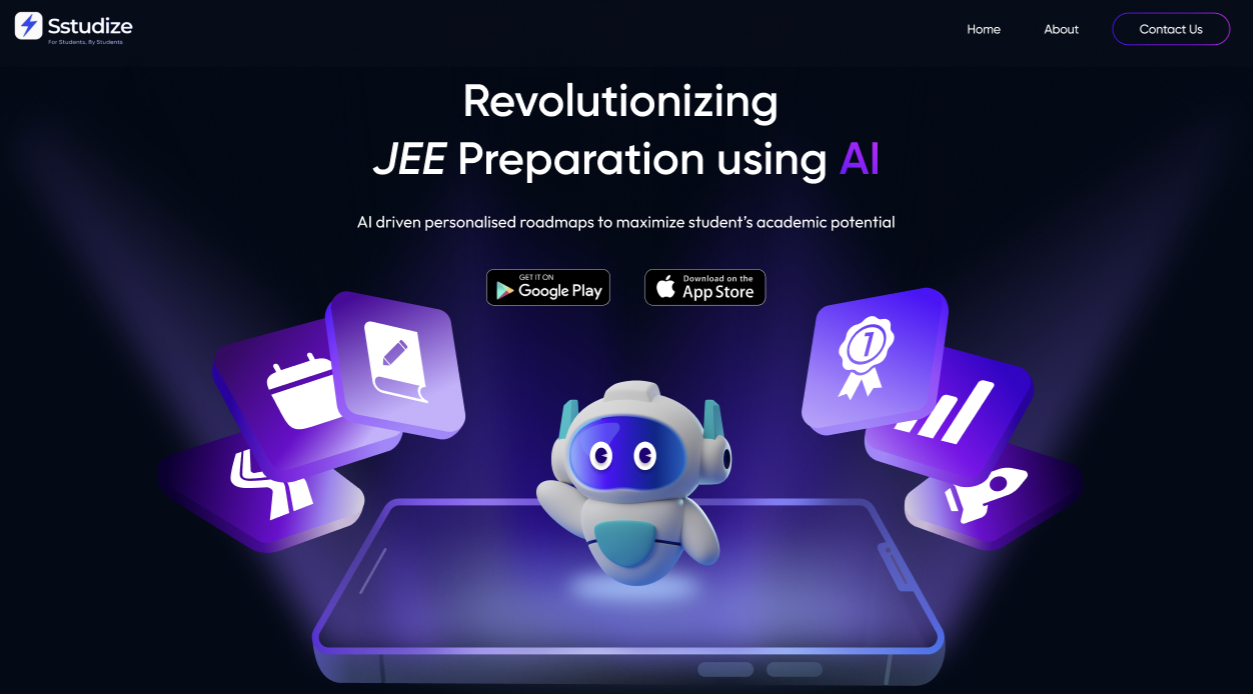 Sstudize
For Students, By Students
Home
About
Contact Us
Revolutionizing
JEE Preparation using AI
AI driven personalised roadmaps to maximize student's academic potential
GET IT ON
Google Play
Download on the
App Store
1